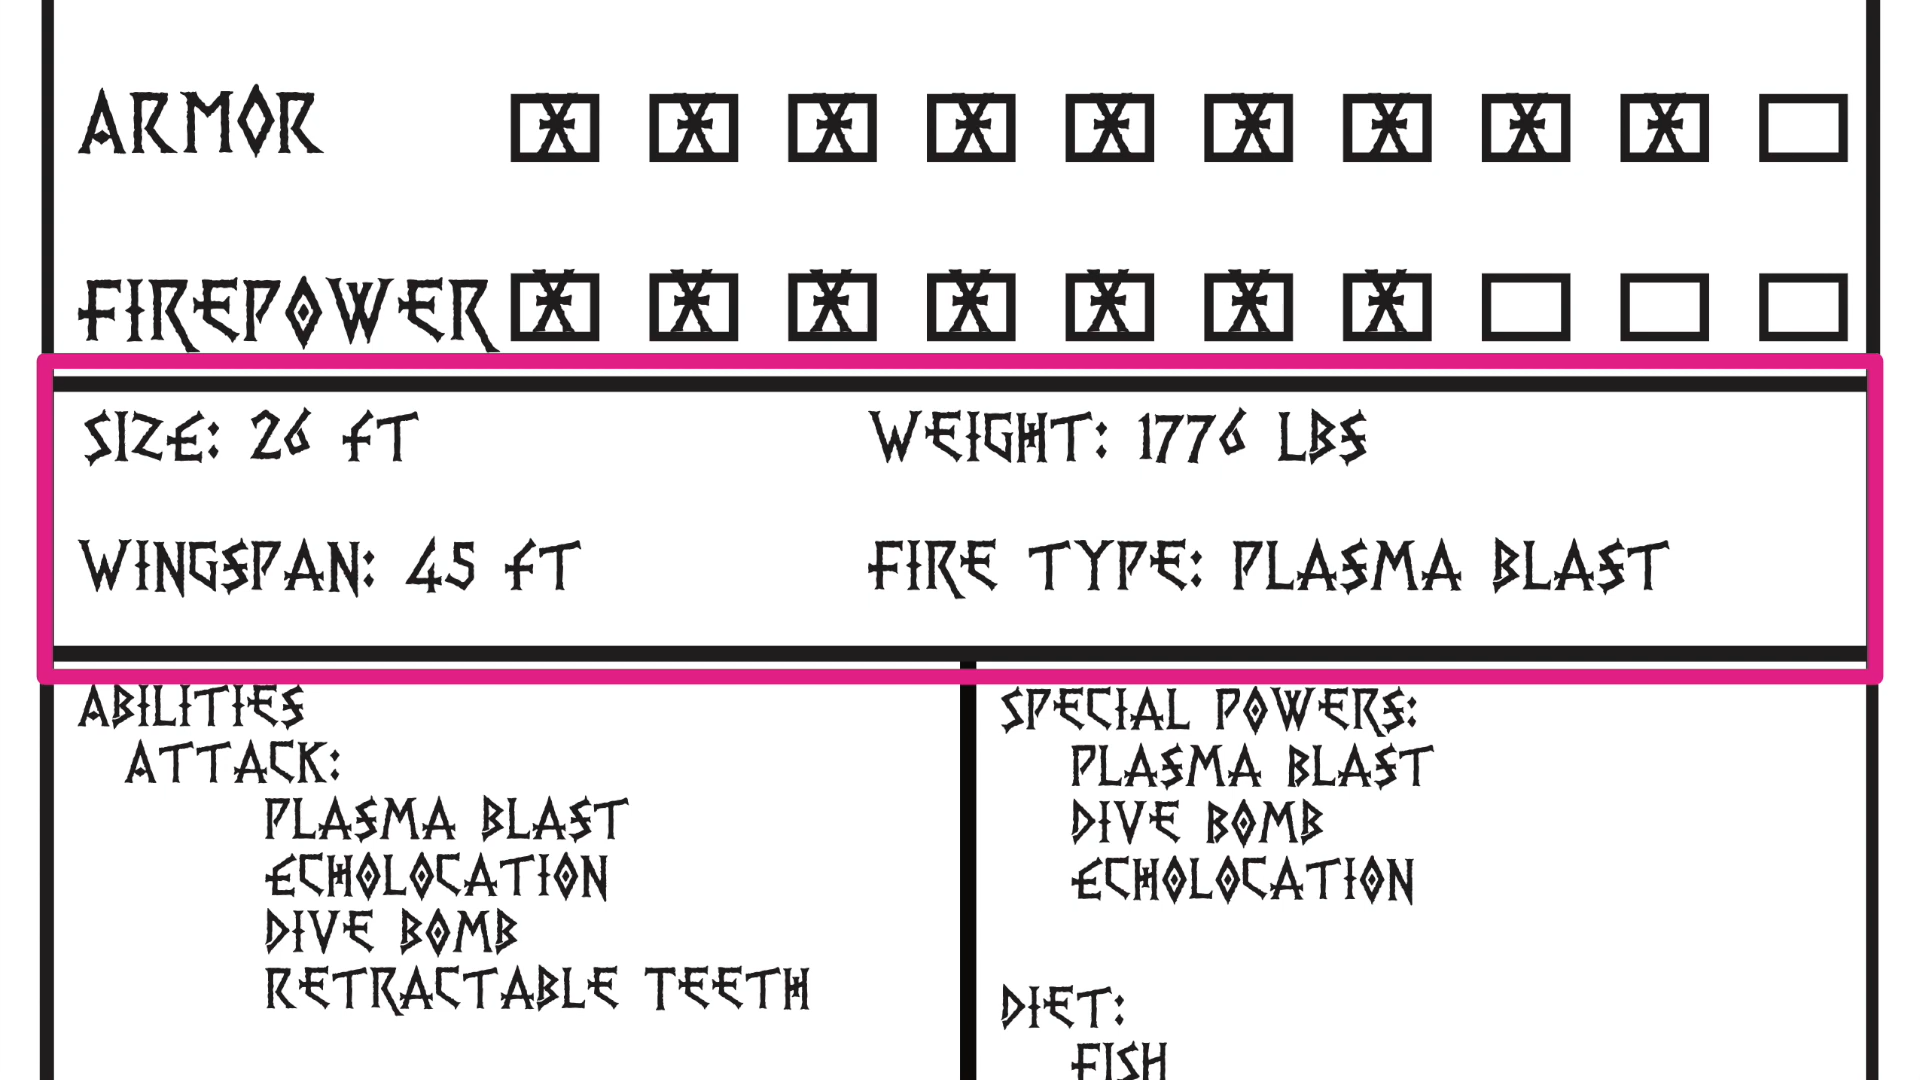 ARMOR X X X X X X X X X
FIREPOWER X X X X X X X
SIZE: 26 FT WEIGHT: 1776 LBS
WINGSPAN: 45 FT FIRE TYPE: PLASMA BLAST
ABILITIES
ATTACK:
PLASMA BLAST
ECHOLOCATION
DIVE BOMB
RETRACTABLE TEETH
SPECIAL POWERS:
PLASMA BLAST
DIVE BOMB
ECHOLOCATION
DIET:
FISH